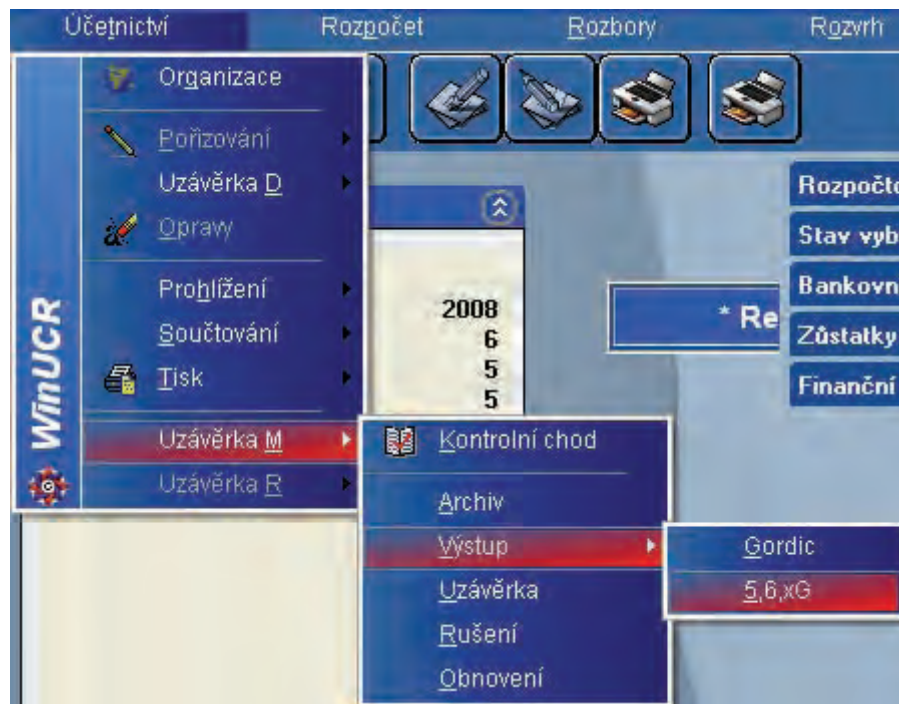 Účetnictví Rozpočet Rozbory Rozvrh
WinUCR
Organizace
Pořizování
Uzávěrka D
Opravy
Prohlížení
Součtování
Tisk
Uzávěrka M
Uzávěrka R
2008
6
5
5
* Re
Rozpočto
Stav vyb
Bankovn
Zůstatky
Finanční
Kontrolní chod
Archiv
Výstup
Uzávěrka
Rušení
Obnovení
Gordic
5,6,xG